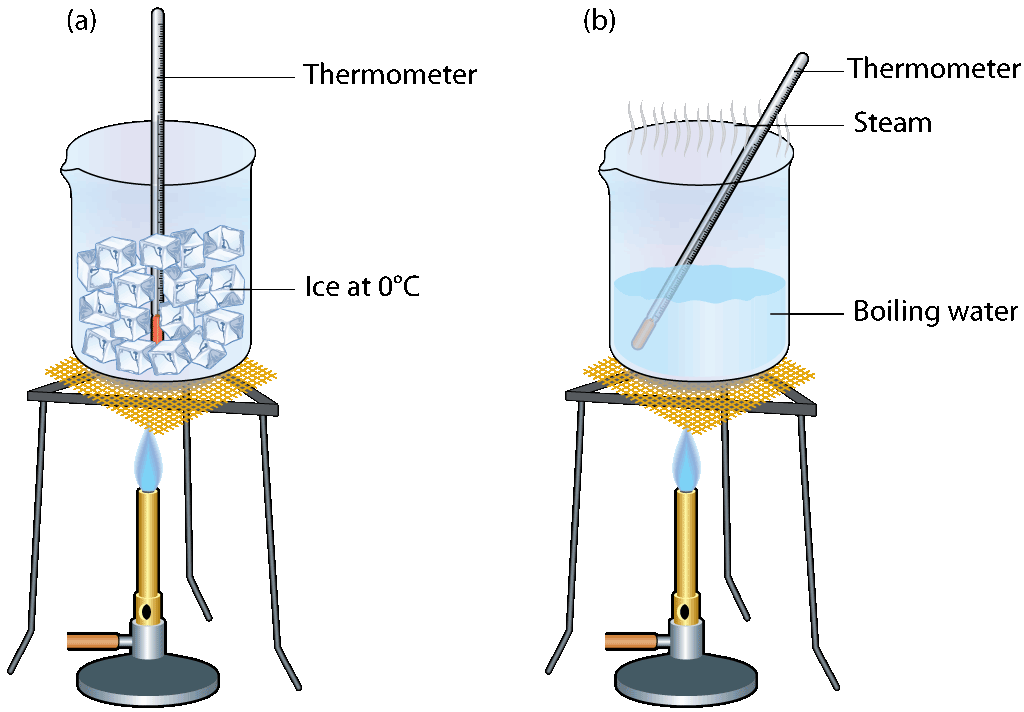 (a)
Thermometer
Ice at 0°C
(b)
Thermometer
Steam
Boiling water